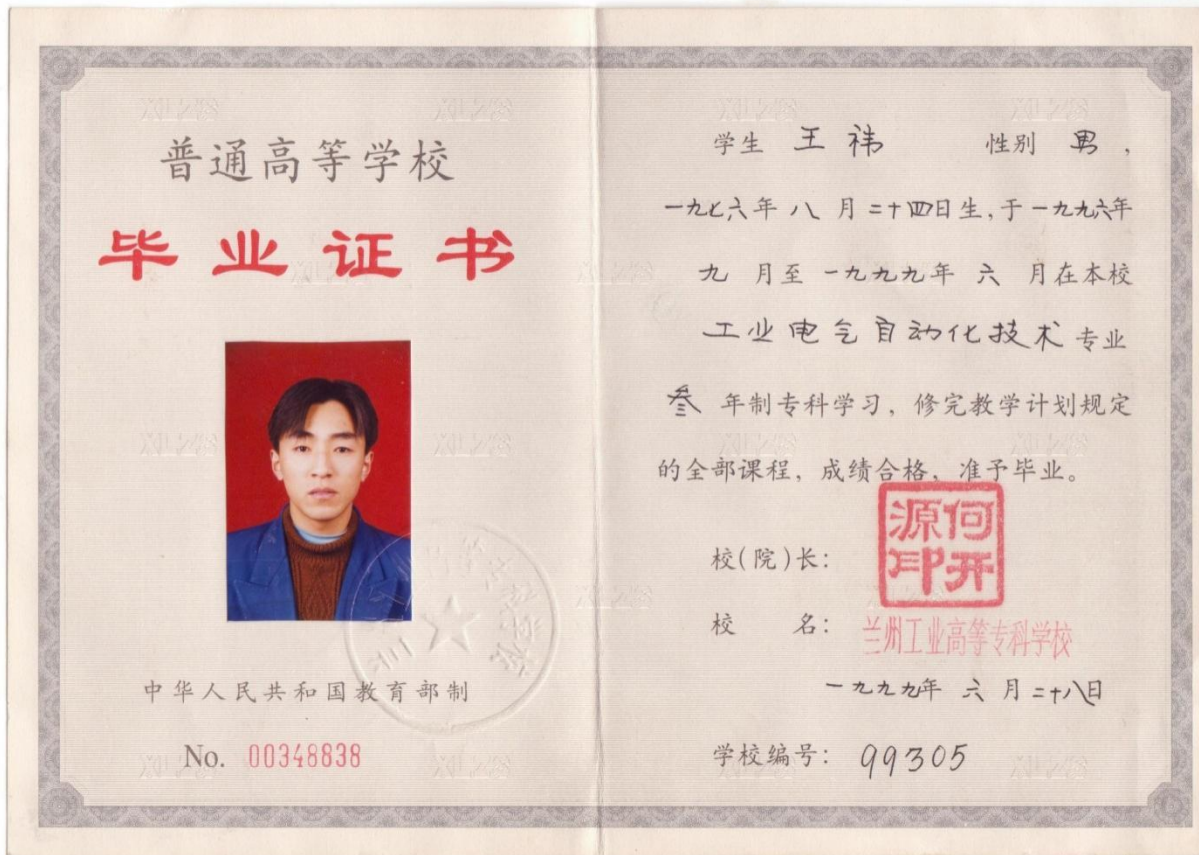 普通高等学校
毕业证书
中华人民共和国教育部制
No. 00348838
学生 王祎 性别 男，
一九七六年八月二十四日生，于一九九六年
九月至一九九九年六月在本校
工业电气自动化技术专业
叁年制专科学习，修完教学计划规定
的全部课程，成绩合格，准予毕业。
校(院)长：
何开源印
校名：兰州工业高等专科学校
一九九九年六月二十八日
学校编号：99305